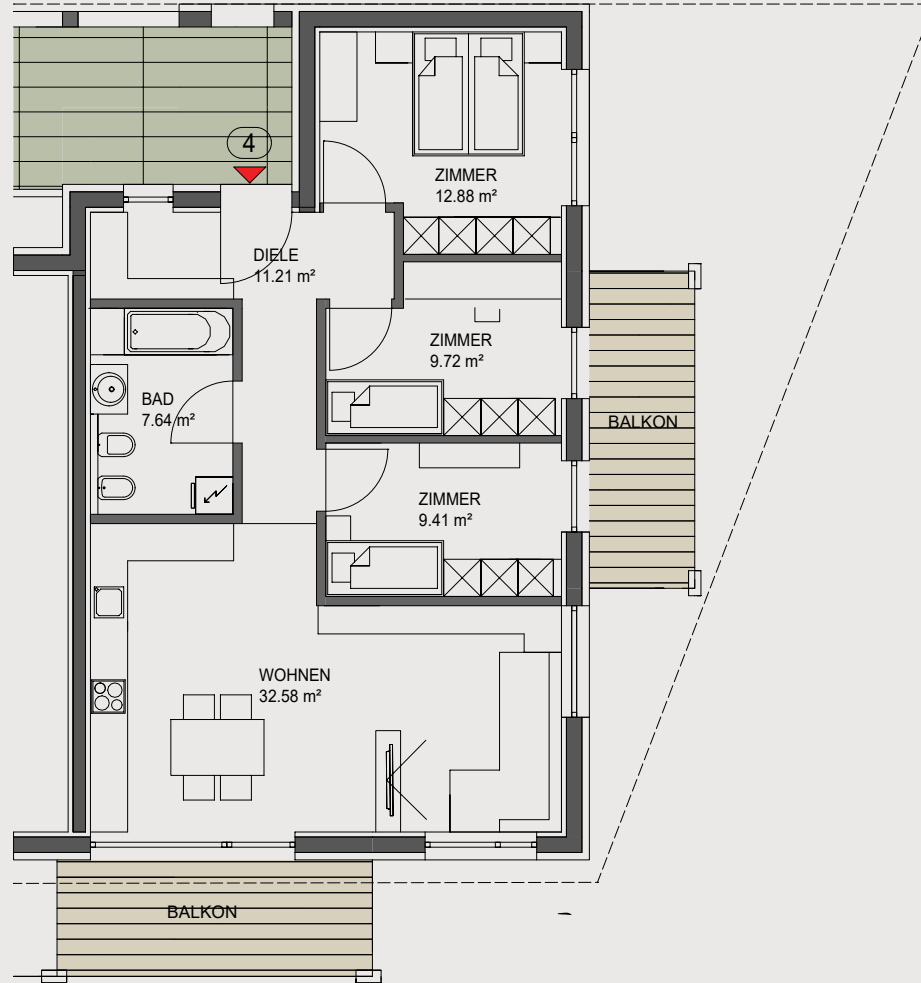 4
ZIMMER
12.88 m²
DIELE
11.21 m²
ZIMMER
9.72 m²
BAD
7.64 m²
BALKON
ZIMMER
9.41 m²
WOHNEN
32.58 m²
BALKON